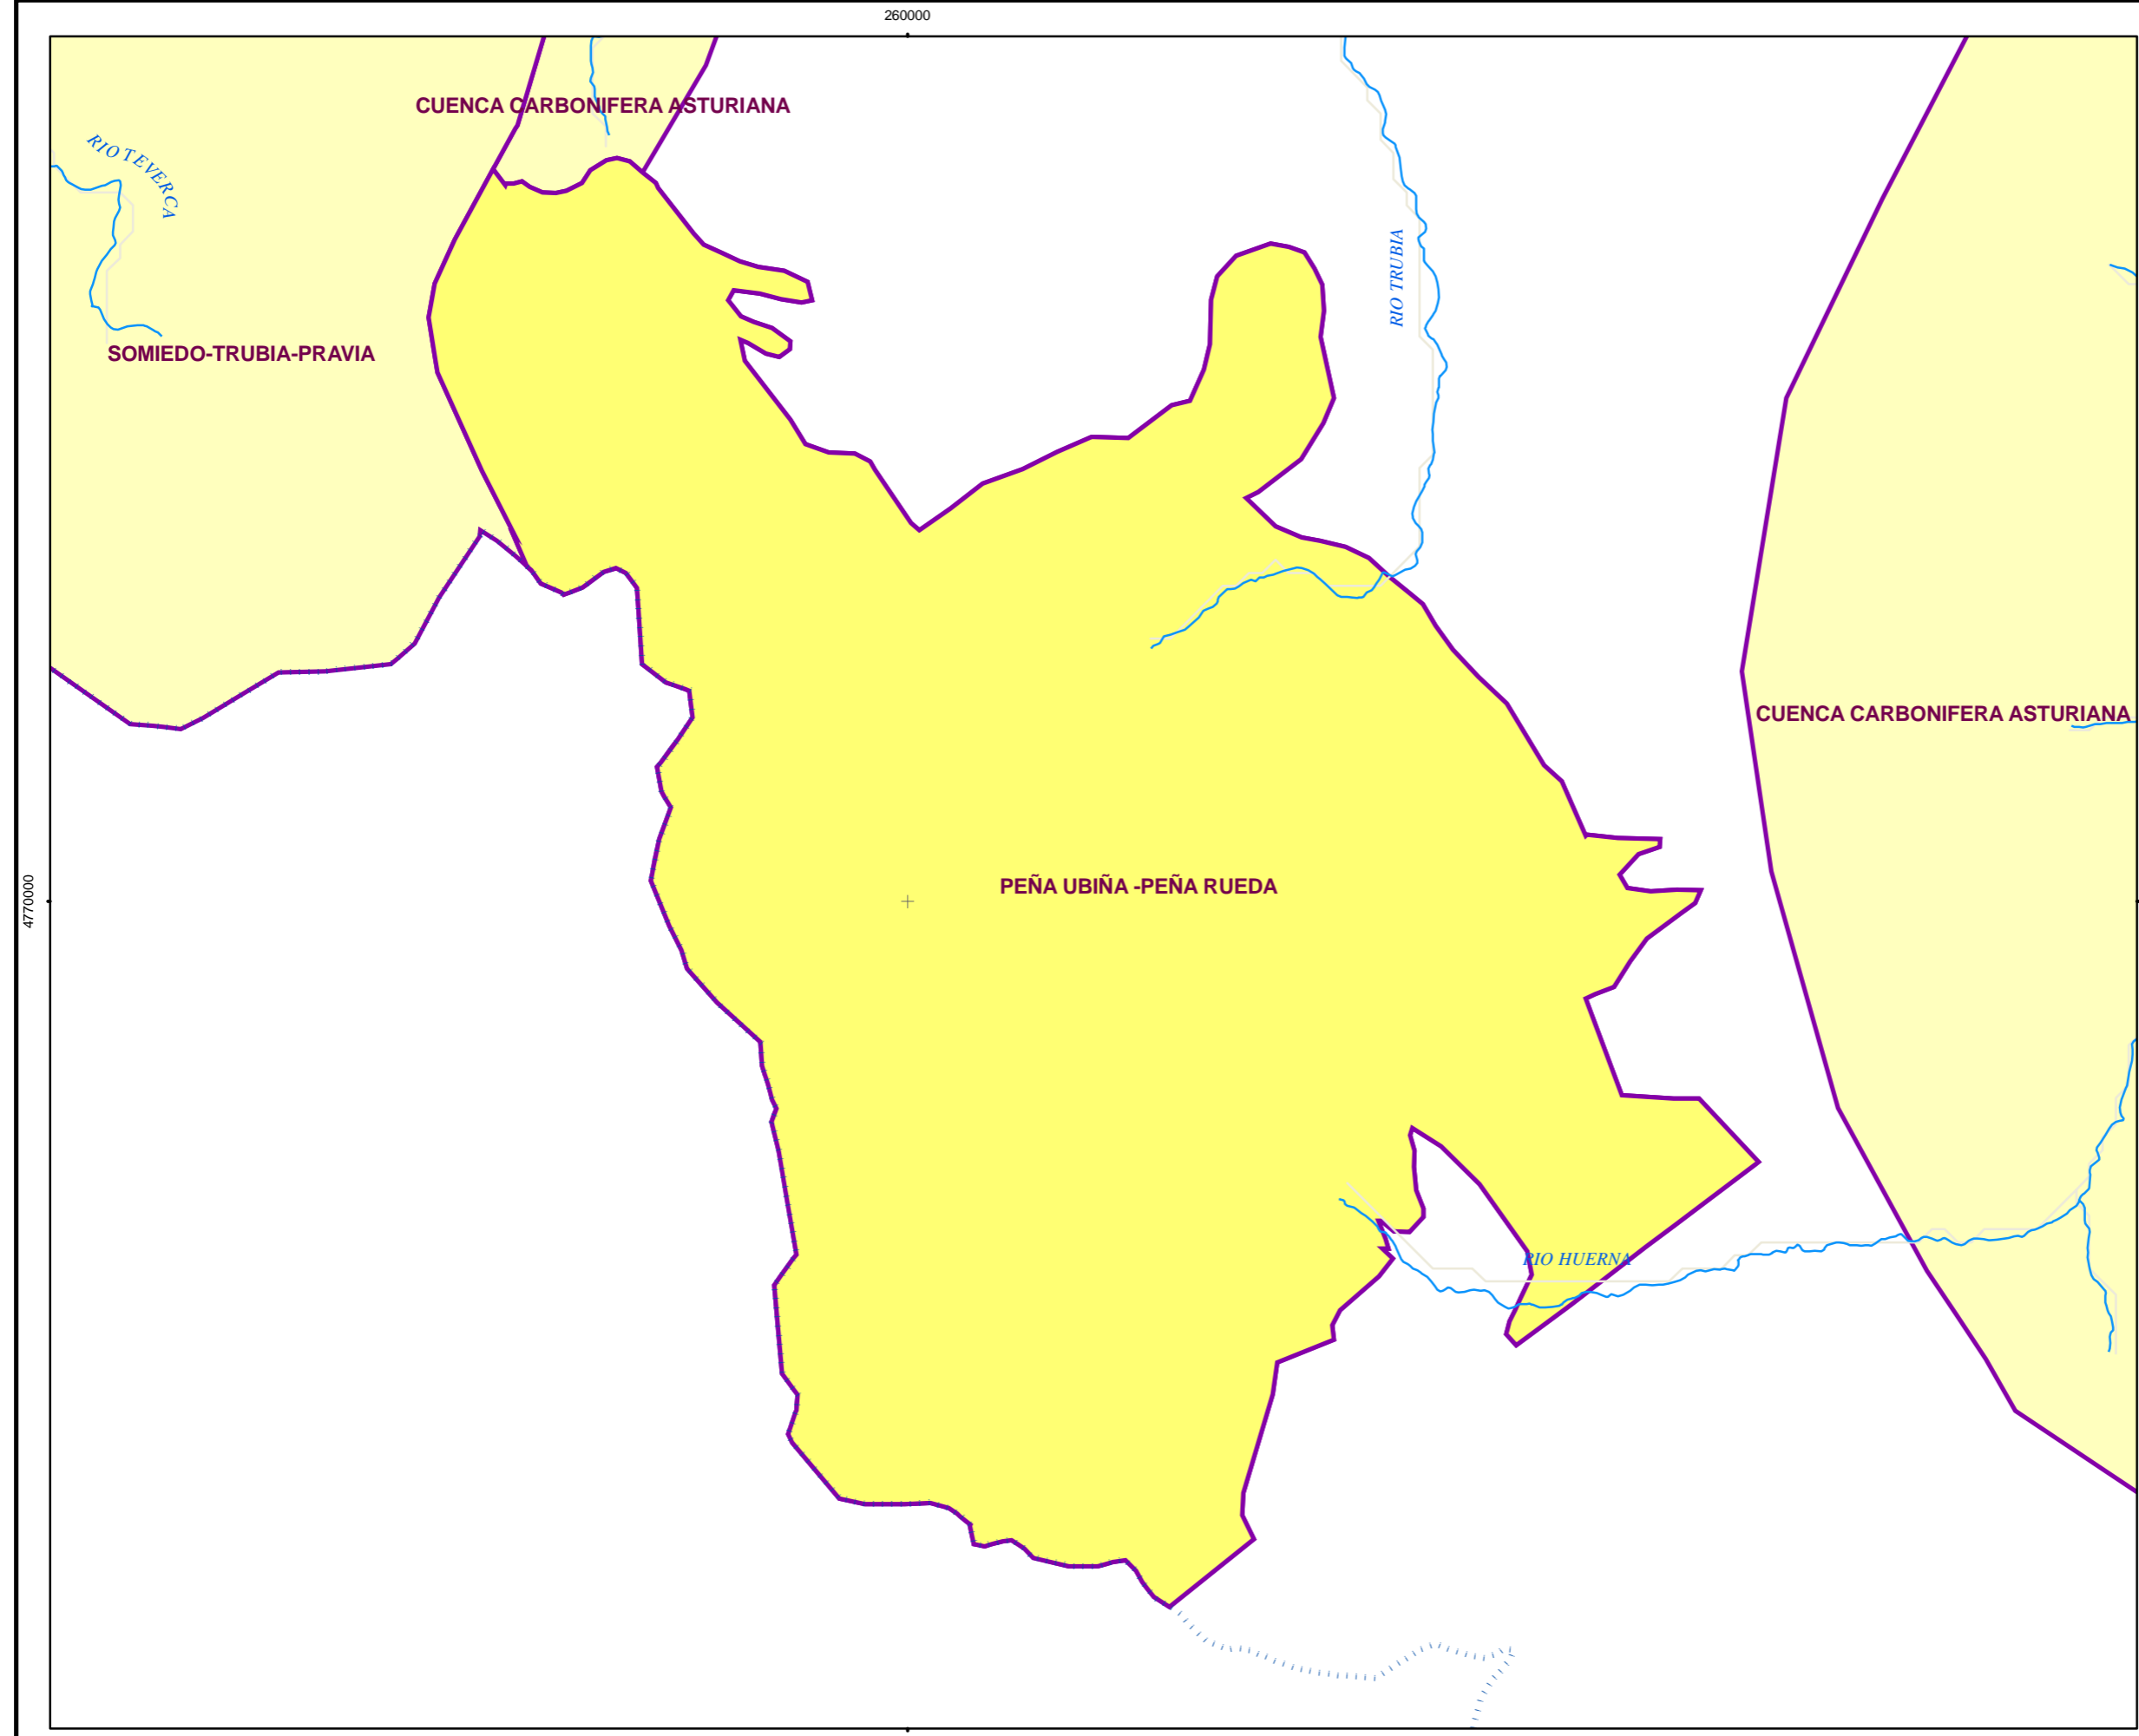 260000
CUENCA CARBONIFERA ASTURIANA
RIO TEVERCA
RIO TRUBIA
SOMIEDO-TRUBIA-PRAVIA
CUENCA CARBONIFERA ASTURIANA
PEÑA UBIÑA -PEÑA RUEDA
4770000
RIO HUERNA